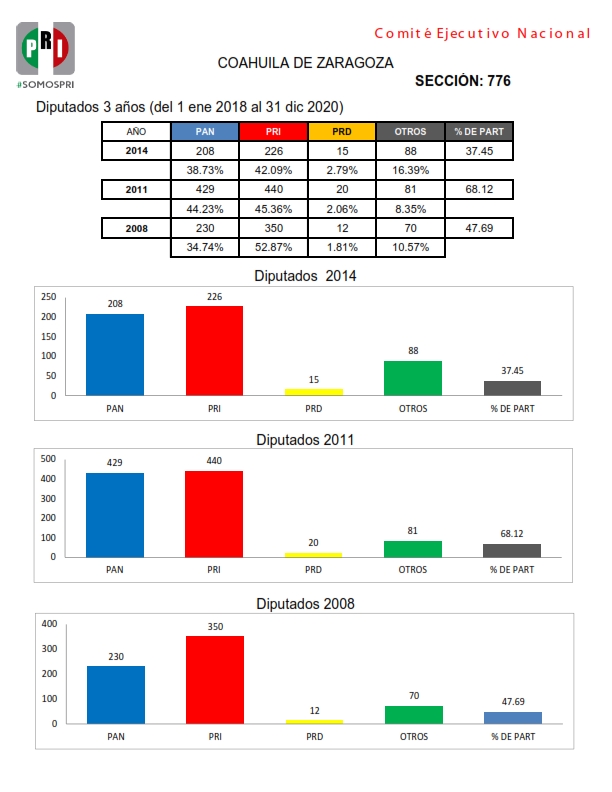 Comité Ejecutivo Nacional
PRI
#SOMOSPRI
COAHUILA DE ZARAGOZA
SECCIÓN: 776
Diputados 3 años (del 1 ene 2018 al 31 dic 2020)
AÑO PAN PRI PRD OTROS % DE PART
2014 208 226 15 88 37.45
38.73% 42.09% 2.79% 16.39%
2011 429 440 20 81 68.12
44.23% 45.36% 2.06% 8.35%
2008 230 350 12 70 47.69
34.74% 52.87% 1.81% 10.57%
Diputados 2014
250
200
150
100
50
0
208 226 15 88 37.45
PAN PRI PRD OTROS % DE PART
Diputados 2011
500
400
300
200
100
0
429 440 20 81 68.12
PAN PRI PRD OTROS % DE PART
Diputados 2008
400
300
200
100
0
230 350 12 70 47.69
PAN PRI PRD OTROS % DE PART